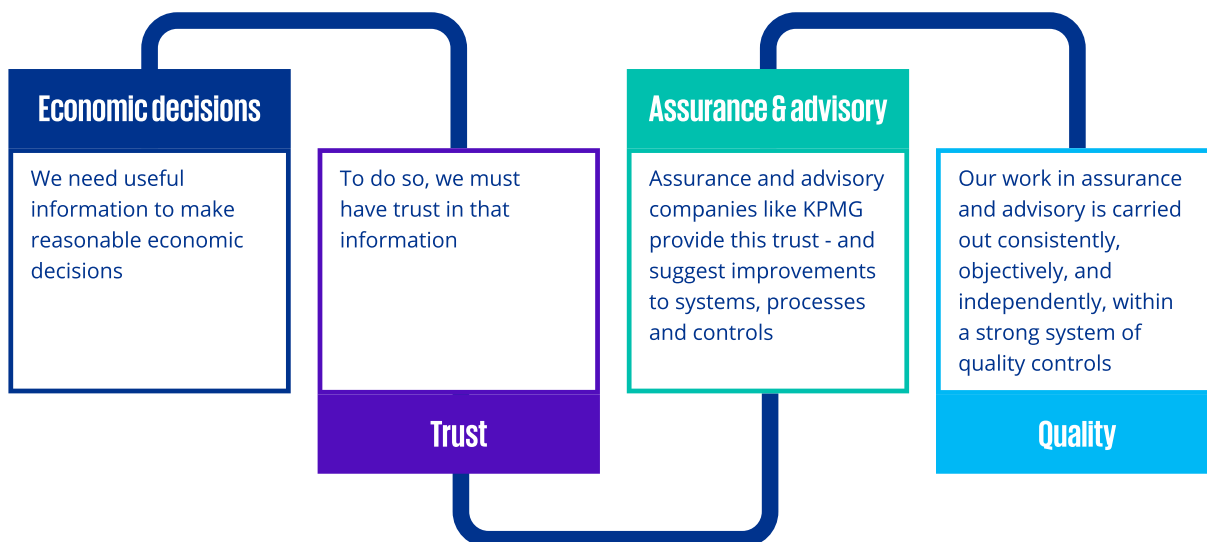 Economic decisions
We need useful
information to make
reasonable economic
decisions
To do so, we must
have trust in that
information
Trust
Assurance & advisory
Assurance and advisory
companies like KPMG
provide this trust - and
suggest improvements
to systems, processes
and controls
Our work in assurance
and advisory is carried
out consistently,
objectively, and
independently, within
a strong system of
quality controls
Quality